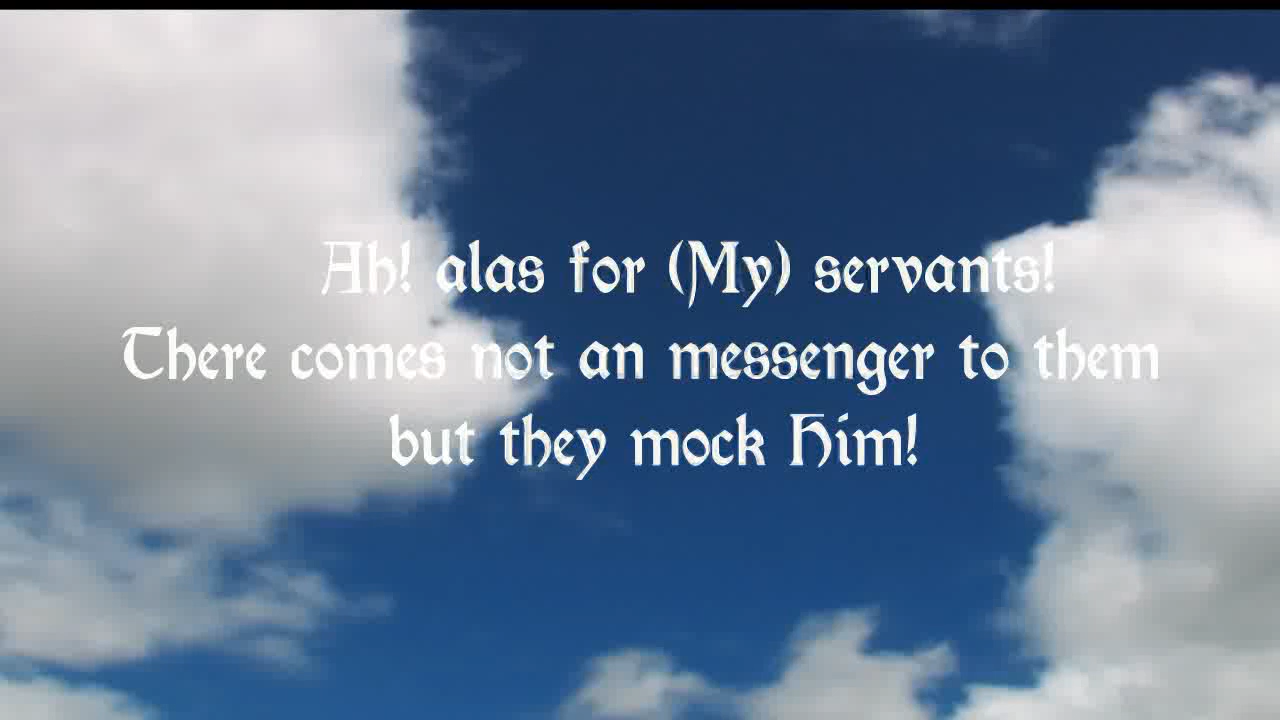 Ah! alas for (My) servants!
There comes not an messenger to them
but they mock Him!